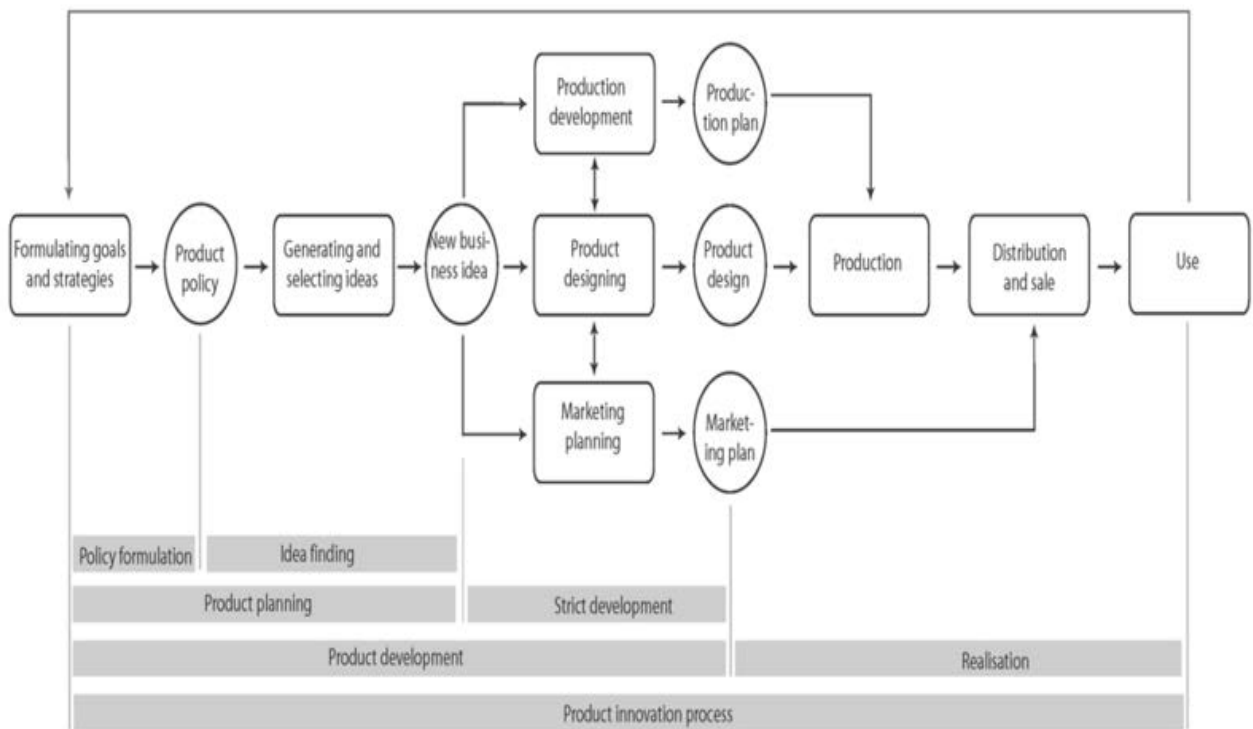 Production
development
Produc-
tion plan
Formulating goals
and strategies
Product
policy
Generating and
selecting ideas
New busi-
ness idea
Product
designing
Product
design
Production
Distribution
and sale
Use
Marketing
planning
Market-
ing plan
Policy formulation
Idea finding
Product planning
Strict development
Product development
Realisation
Product innovation process